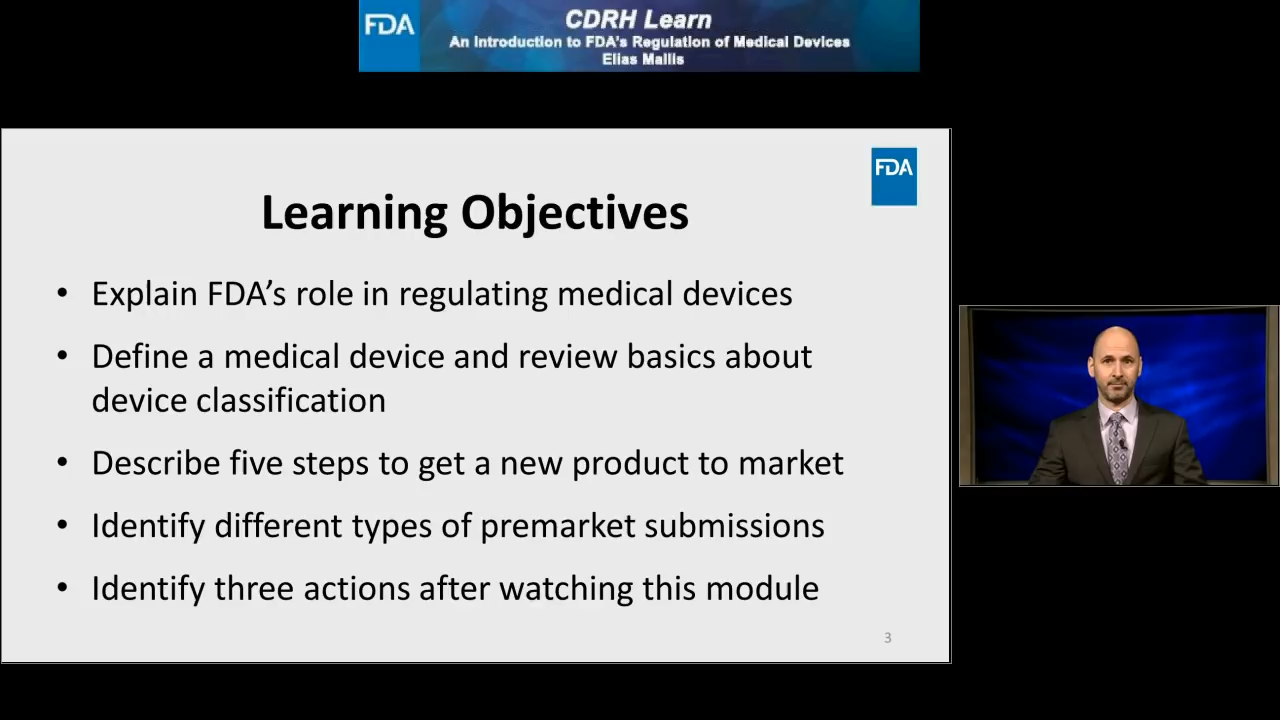 FDA
CDRH Learn
An Introduction to FDA's Regulation of Medical Devices
Elias Mallis
FDA
Learning Objectives
• Explain FDA’s role in regulating medical devices
• Define a medical device and review basics about
device classification
• Describe five steps to get a new product to market
• Identify different types of premarket submissions
• Identify three actions after watching this module
3